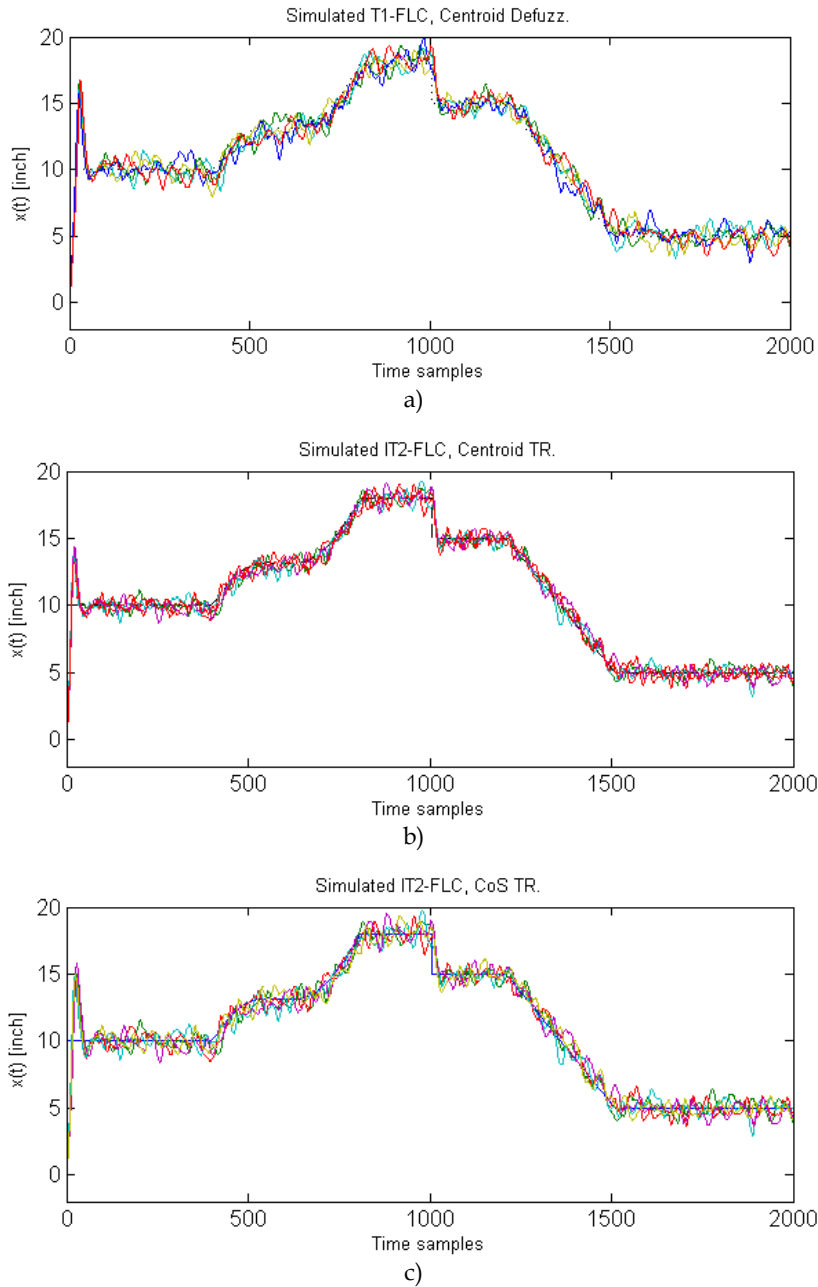 Simulated T1-FLC, Centroid Defuzz.
20
15
10
5
0
x(t) [inch]
0 500 1000 1500 2000
Time samples
a)
Simulated IT2-FLC, Centroid TR.
20
15
10
5
0
x(t) [inch]
0 500 1000 1500 2000
Time samples
b)
Simulated IT2-FLC, CoS TR.
20
15
10
5
0
x(t) [inch]
0 500 1000 1500 2000
Time samples
c)